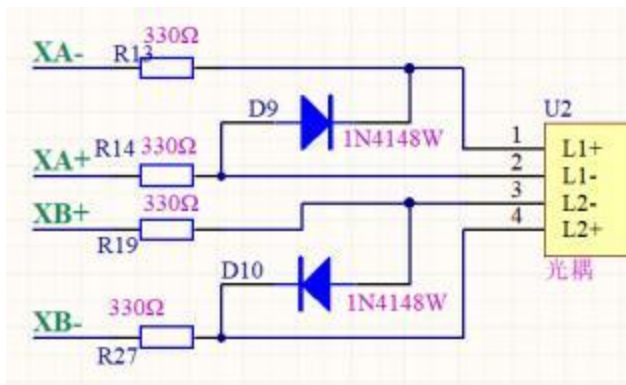 330Ω
XA- R13
D9 U2
1N4148W 1 L1+
R14 330Ω 2 L1-
XA+
330Ω 3 L2-
XB+ 4 L2+
R19
D10 光耦
330Ω 1N4148W
XB-
R27